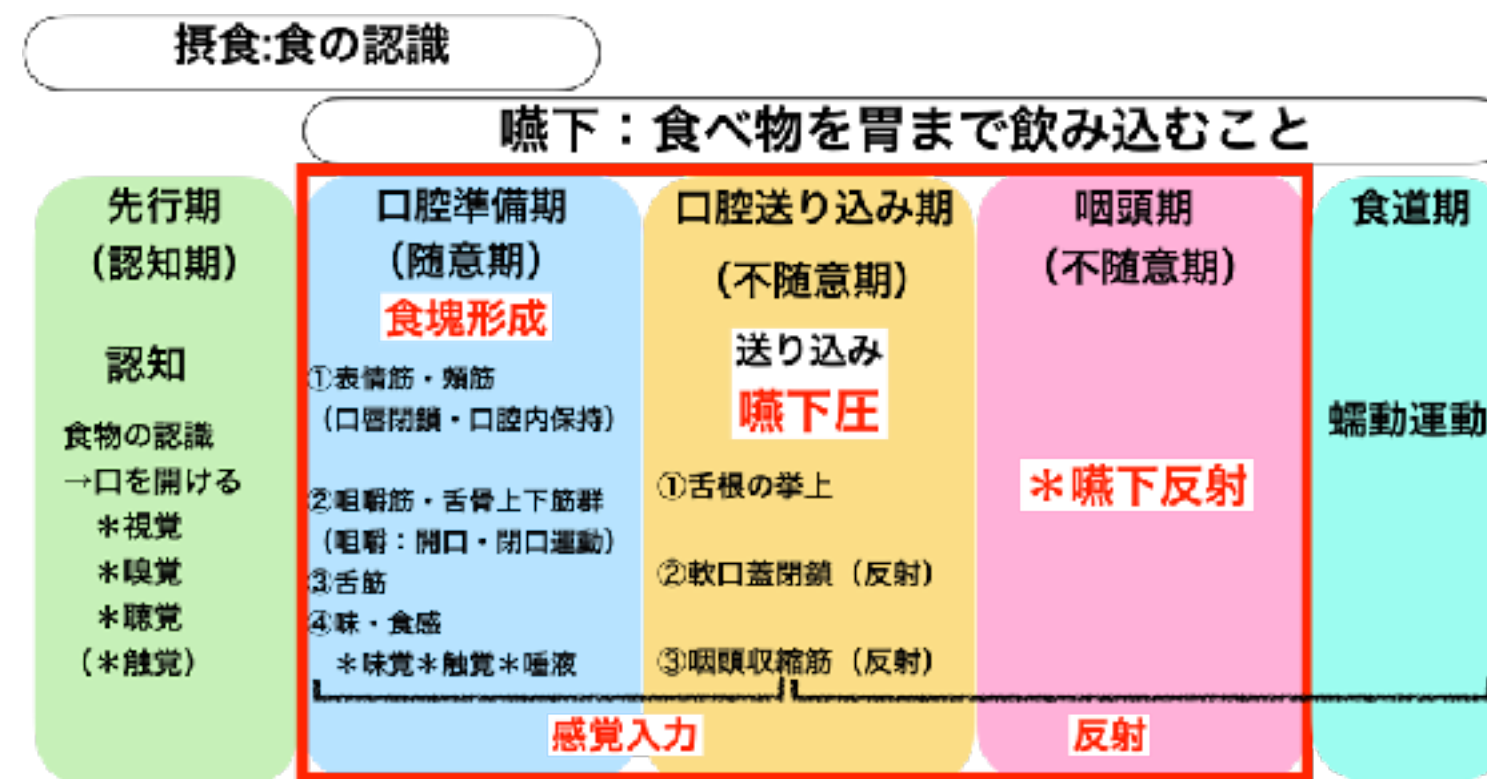 摂食:食の認識
嚥下：食べ物を胃まで飲み込むこと
先行期
（認知期）
認知
食物の認識
→口を開ける
＊視覚
＊嗅覚
＊聴覚
（＊触覚）
口腔準備期
（随意期）
食塊形成
①表情筋・頬筋
（口唇閉鎖・口腔内保持）
②咀嚼筋・舌骨上下筋群
（咀嚼：開口・閉口運動）
③舌筋
④味・食感
＊味覚＊触覚＊唾液
口腔送り込み期
（不随意期）
送り込み
嚥下圧
①舌根の挙上
②軟口蓋閉鎖（反射）
③咽頭収縮筋（反射）
咽頭期
（不随意期）
＊嚥下反射
食道期
蠕動運動
感覚入力
反射